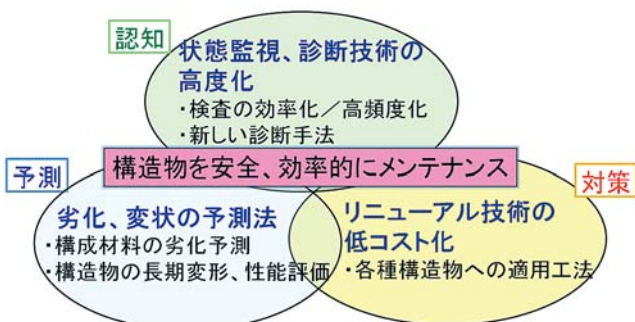 認知
状態監視、診断技術の
高度化
・検査の効率化／高頻度化
・新しい診断手法
構造物を安全、効率的にメンテナンス
予測
劣化、変状の予測法
・構成材料の劣化予測
・構造物の長期変形、性能評価
対策
リニューアル技術の
低コスト化
・各種構造物への適用工法